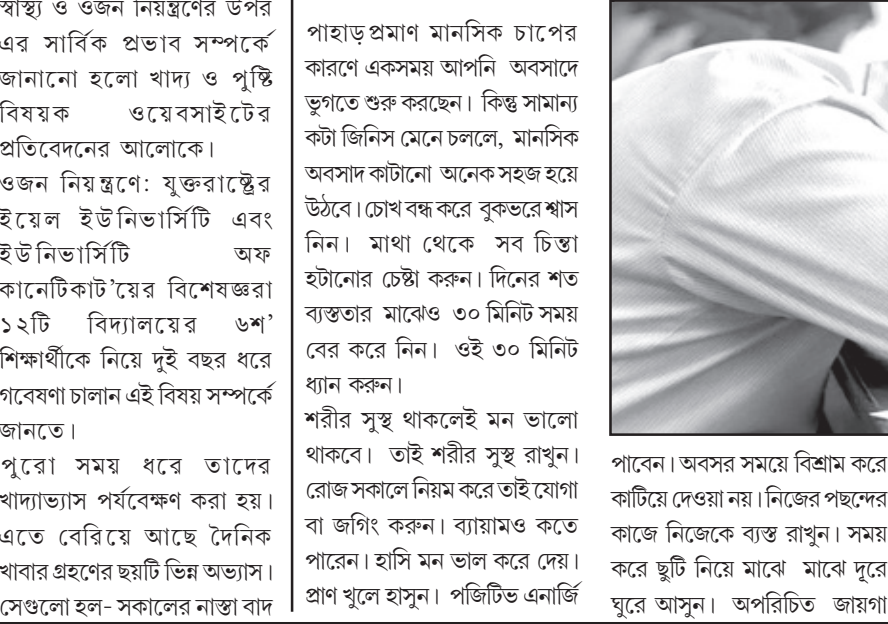 স্বাস্থ্য ও ওজন নিয়ন্ত্রণের উপর
এর সার্বিক প্রভাব সম্পর্কে
জানানো হলো খাদ্য ও পুষ্টি
বিষয়ক ওয়েবসাইটের
প্রতিবেদনের আলোকে।
ওজন নিয়ন্ত্রণে: যুক্তরাষ্ট্রের
ইয়েল ইউনিভার্সিটি এবং
ইউনিভার্সিটি অফ
কানেটিকাট’য়ের বিশেষজ্ঞরা
১২টি বিদ্যালয়ের ৬শ’
শিক্ষার্থীকে নিয়ে দুই বছর ধরে
গবেষণা চালান এই বিষয় সম্পর্কে
জানতে।
পুরো সময় ধরে তাদের
খাদ্যাভ্যাস পর্যবেক্ষণ করা হয়।
এতে বেরিয়ে আছে দৈনিক
খাবার গ্রহণের ছয়টি ভিন্ন অভ্যাস।
সেগুলো হল- সকালের নাস্তা বাদ
পাহাড়প্রমাণ মানসিক চাপের
কারণে একসময় আপনি অবসাদে
ভুগতে শুরু করছেন। কিন্তু সামান্য
কটা জিনিস মেনে চললে, মানসিক
অবসাদ কাটানো অনেক সহজ হয়ে
উঠবে। চোখ বন্ধ করে বুকভরে শ্বাস
নিন। মাথা থেকে সব চিন্তা
হটানোর চেষ্টা করুন। দিনের শত
ব্যস্ততার মাঝেও ৩০ মিনিট সময়
বের করে নিন। ওই ৩০ মিনিট
ধ্যান করুন।
শরীর সুস্থ থাকলেই মন ভালো
থাকবে। তাই শরীর সুস্থ রাখুন।
রোজ সকালে নিয়ম করে তাই যোগা
বা জগিং করুন। ব্যায়ামও কতে
পারেন। হাসি মন ভাল করে দেয়।
প্রাণ খুলে হাসুন। পজিটিভ এনার্জি
পাবেন। অবসর সময়ে বিশ্রাম করে
কাটিয়ে দেওয়া নয়। নিজের পছন্দের
কাজে নিজেকে ব্যস্ত রাখুন। সময়
করে ছুটি নিয়ে মাঝে মাঝে দূরে
ঘুরে আসুন। অপরিচিত জায়গা